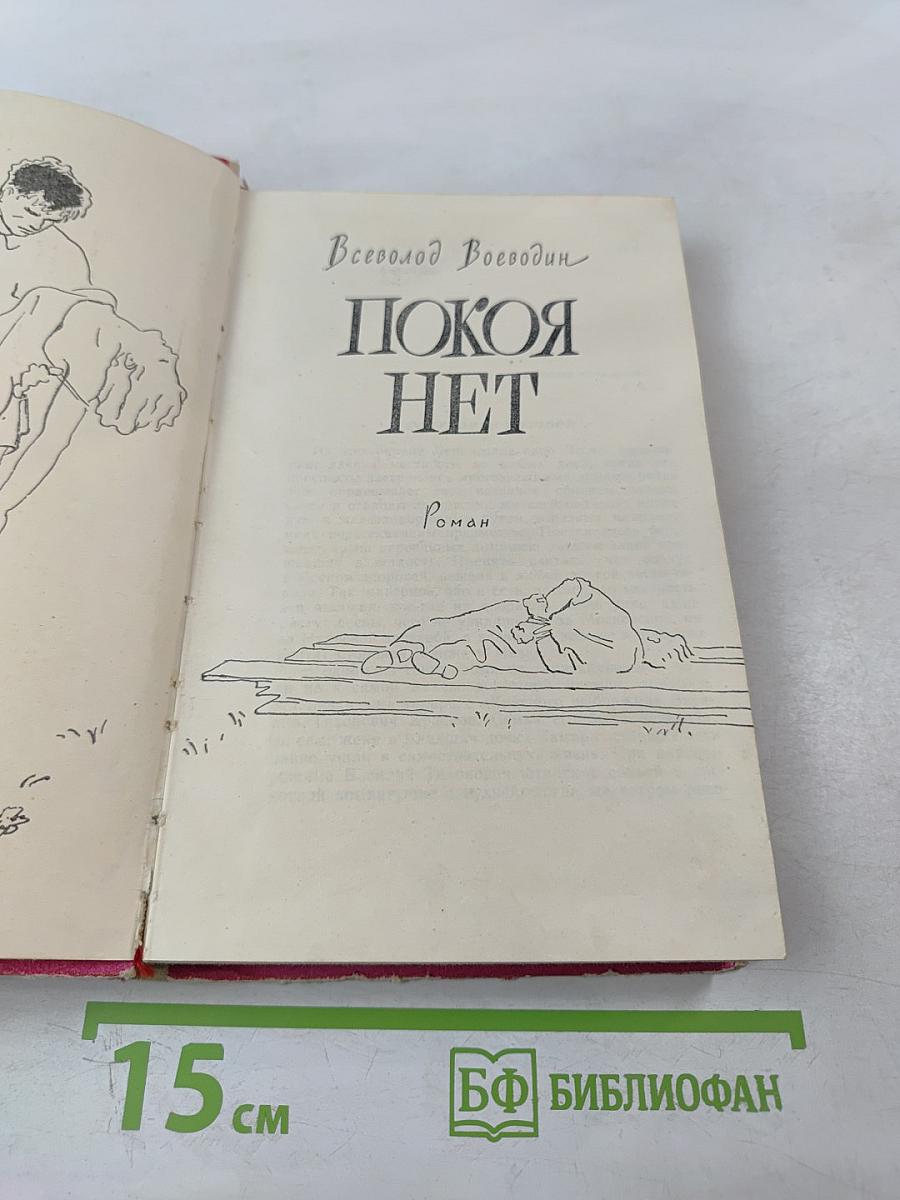 Всеволод Воеводин
ПОКОЯ
НЕТ
Роман
15 см
БФ БИБЛИОФАН